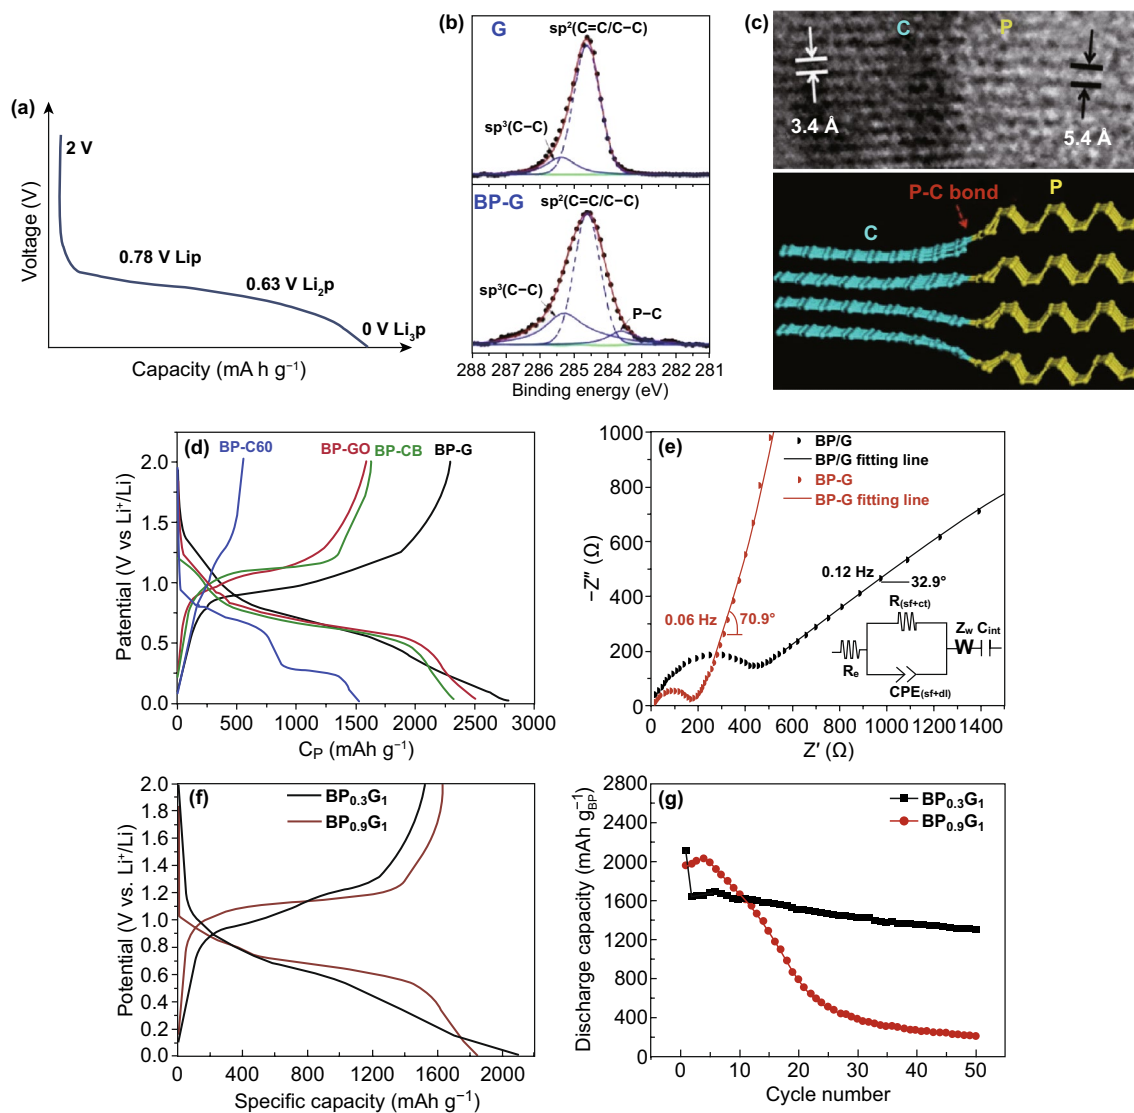 (a)
Voltage (V)
2 V
0.78 V Lip
0.63 V Li₂p
0 V Li₃p
Capacity (mA h g⁻¹)
(b)
G
sp²(C=C/C−C)
sp³(C−C)
BP-G
sp²(C=C/C−C)
sp³(C−C)
P−C
288 287 286 285 284 283 282 281
Binding energy (eV)
(c)
C
P
3.4 Å
5.4 Å
P-C bond
P
C
(d)
BP-C60
BP-GO
BP-CB
BP-G
Patential (V vs Li⁺/Li)
2.0
1.5
1.0
0.5
0.0
0 500 1000 1500 2000 2500 3000
C_P (mAh g⁻¹)
(e)
BP/G
BP/G fitting line
BP-G
BP-G fitting line
−Z″ (Ω)
1000
800
600
400
200
0
0.12 Hz
32.9°
0.06 Hz
70.9°
R(sf+ct)
Z_w C_int
R_e
CPE(sf+dl)
0 200 400 600 800 1000 1200 1400
Z′ (Ω)
(f)
BP₀.₃G₁
BP₀.₉G₁
Potential (V vs. Li⁺/Li)
2.0
1.8
1.6
1.4
1.2
1.0
0.8
0.6
0.4
0.2
0.0
0 400 800 1200 1600 2000
Specific capacity (mAh g⁻¹)
(g)
BP₀.₃G₁
BP₀.₉G₁
Discharge capacity (mAh g_BP⁻¹)
2800
2400
2000
1600
1200
800
400
0
0 10 20 30 40 50
Cycle number